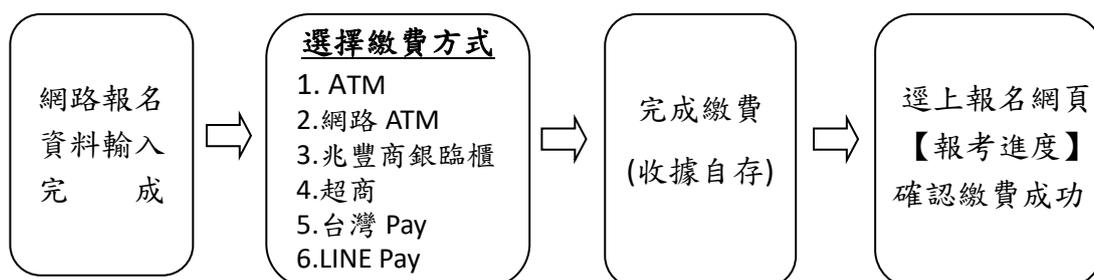 網路報名
資料輸入
完 成
選擇繳費方式
1. ATM
2.網路 ATM
3.兆豐商銀臨櫃
4.超商
5.台灣 Pay
6.LINE Pay
完成繳費
(收據自存)
逕上報名網頁
【報考進度】
確認繳費成功